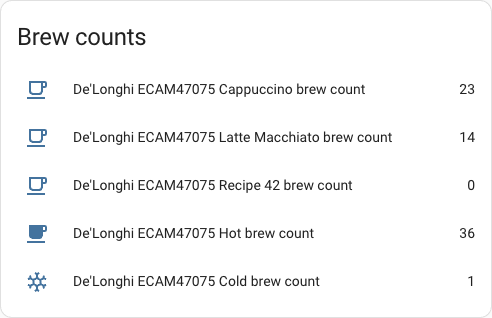 Brew counts
De'Longhi ECAM47075 Cappuccino brew count 23
De'Longhi ECAM47075 Latte Macchiato brew count 14
De'Longhi ECAM47075 Recipe 42 brew count 0
De'Longhi ECAM47075 Hot brew count 36
De'Longhi ECAM47075 Cold brew count 1